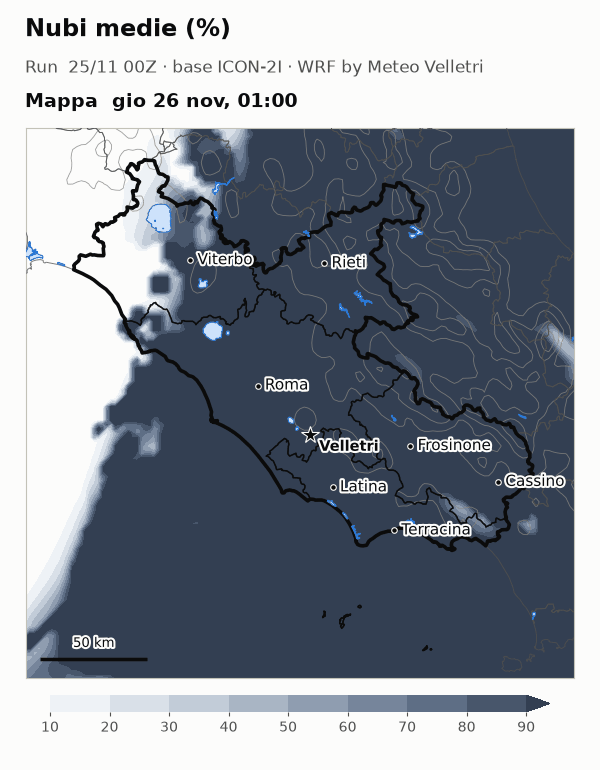 Nubi medie (%)
Run 25/11 00Z · base ICON-2I · WRF by Meteo Velletri
Mappa gio 26 nov, 01:00
Viterbo
Rieti
Roma
Velletri
Frosinone
Latina
Cassino
Terracina
50 km
10 20 30 40 50 60 70 80 90